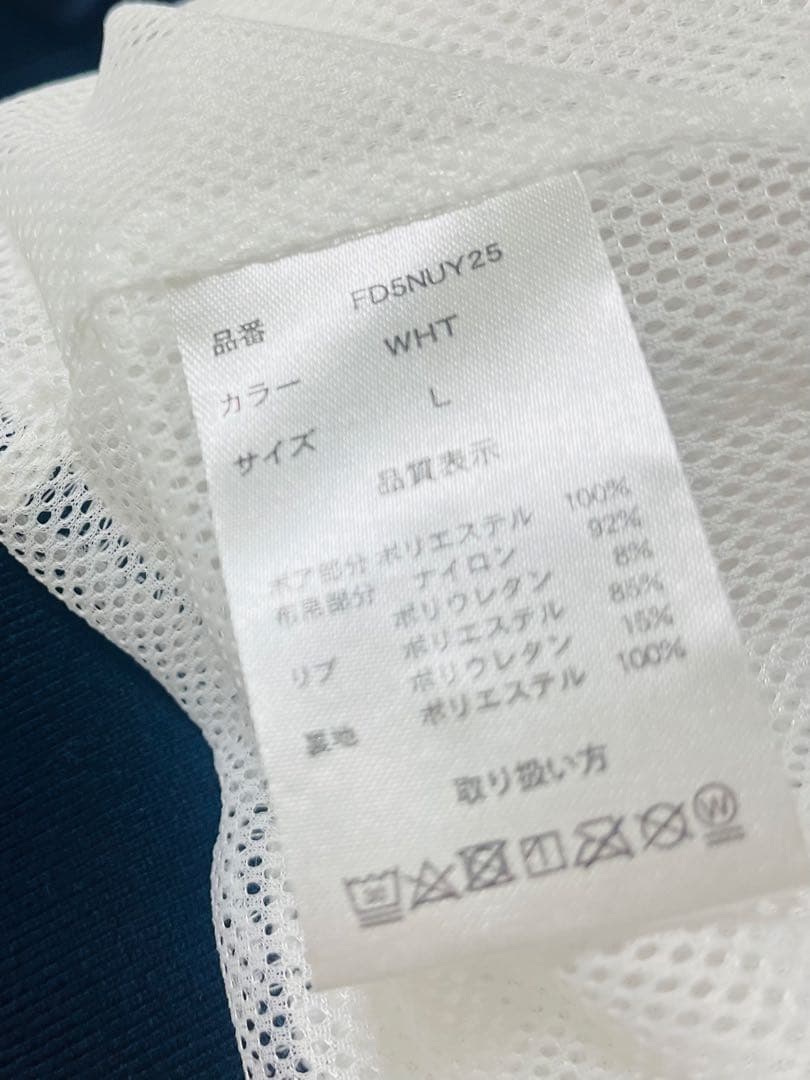 品番 FD5NUY25
カラー WHT
サイズ L
品質表示
ボア部分 ポリエステル 100%
布帛部分 ナイロン 92%
ポリウレタン 8%
リブ ポリエステル 85%
ポリウレタン 15%
裏地 ポリエステル 100%
取り扱い方
W